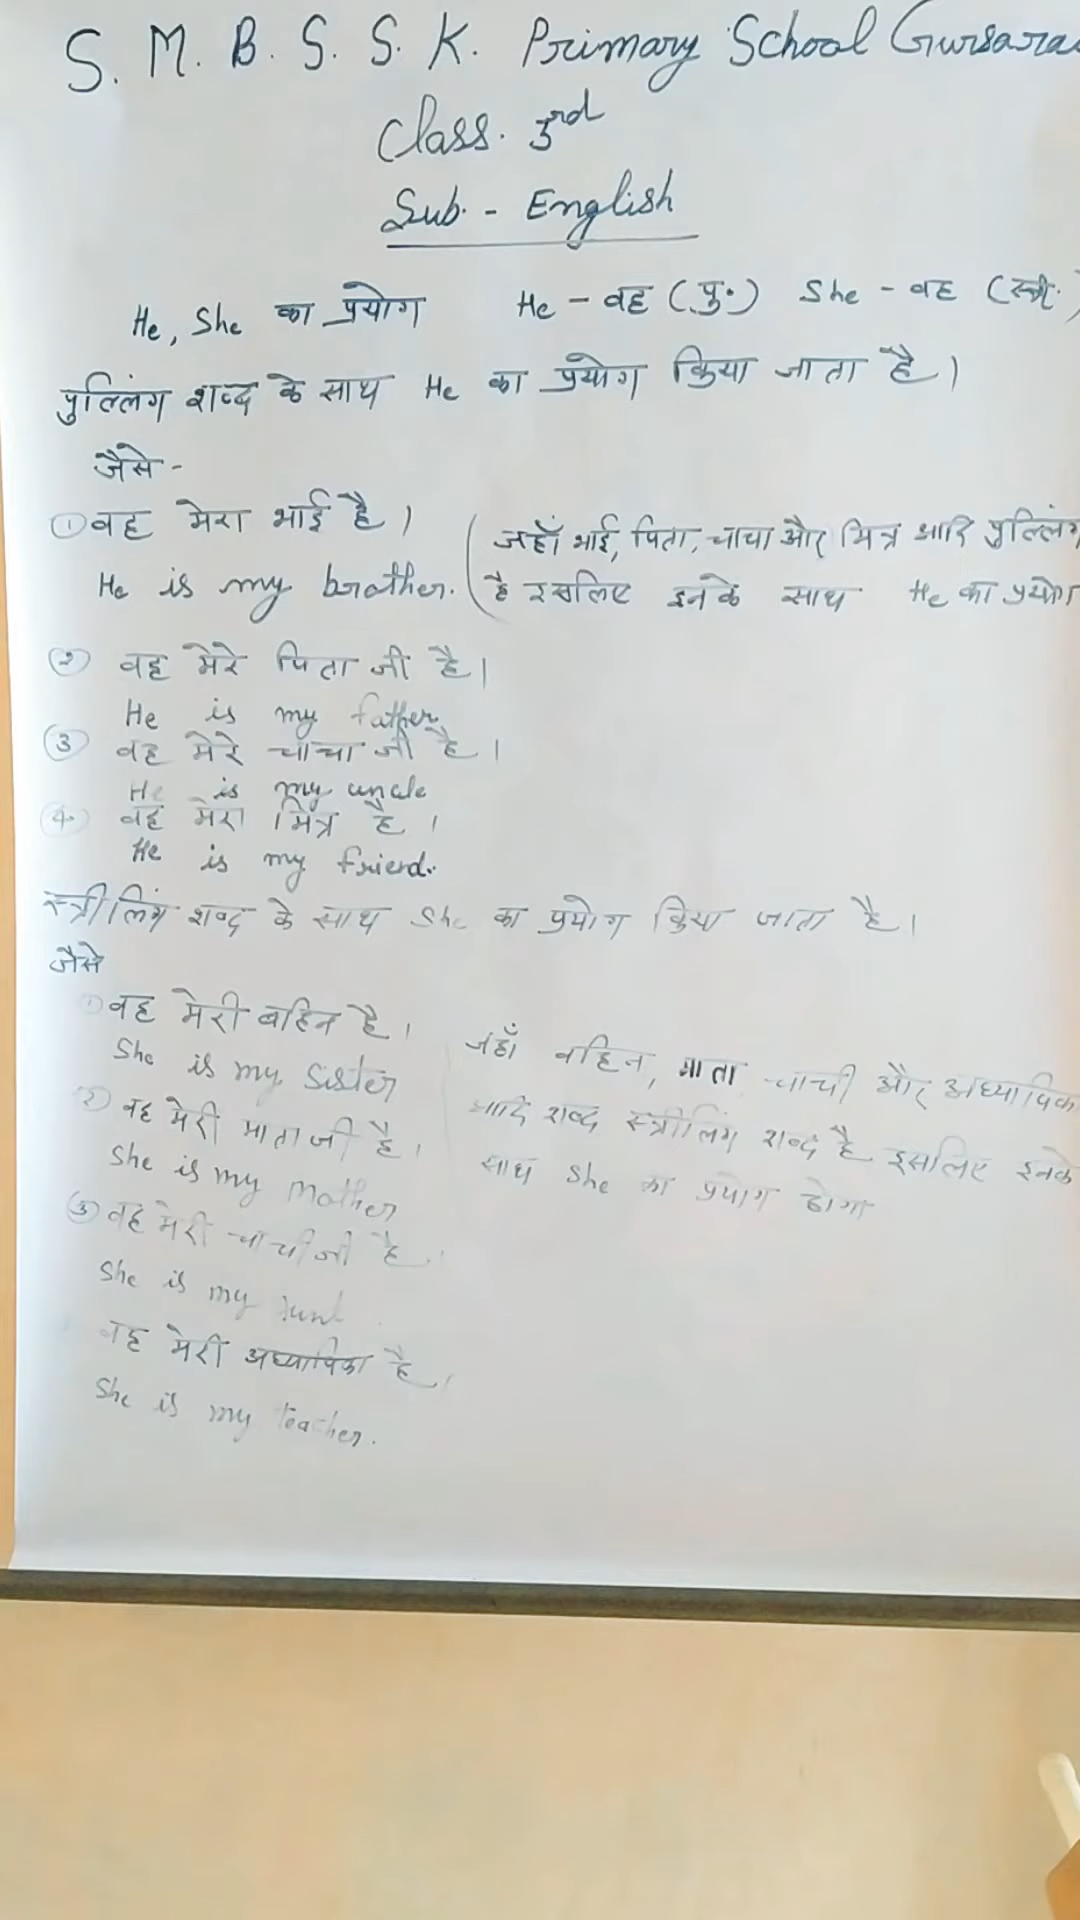 S. M. B. S. S. K. Primary School Gursarai
Class. 3rd
Sub. - English
He, She का प्रयोग He - वह (पु.) She - वह (स्त्री.)
पुल्लिंग शब्द के साथ He का प्रयोग किया जाता है।
जैसे -
① वह मेरा भाई है।
He is my brother.
(जहाँ भाई, पिता, चाचा और मित्र आदि पुल्लिंग
है इसलिए इनके साथ He का प्रयोग
② वह मेरे पिता जी है।
He is my father
③ वह मेरे चाचा जी है।
He is my uncle
④ वह मेरा मित्र है।
He is my friend.
स्त्रीलिंग शब्द के साथ She का प्रयोग किया जाता है।
जैसे
① वह मेरी बहिन है।
She is my Sister
② वह मेरी माता जी है।
She is my Mother
जहाँ बहिन, माता चाची और अध्यापिका
आदि शब्द स्त्रीलिंग शब्द है इसलिए इनके
साथ She का प्रयोग होगा
③ वह मेरी चाची जी है।
She is my
वह मेरी अध्यापिका है।
She is my teacher.